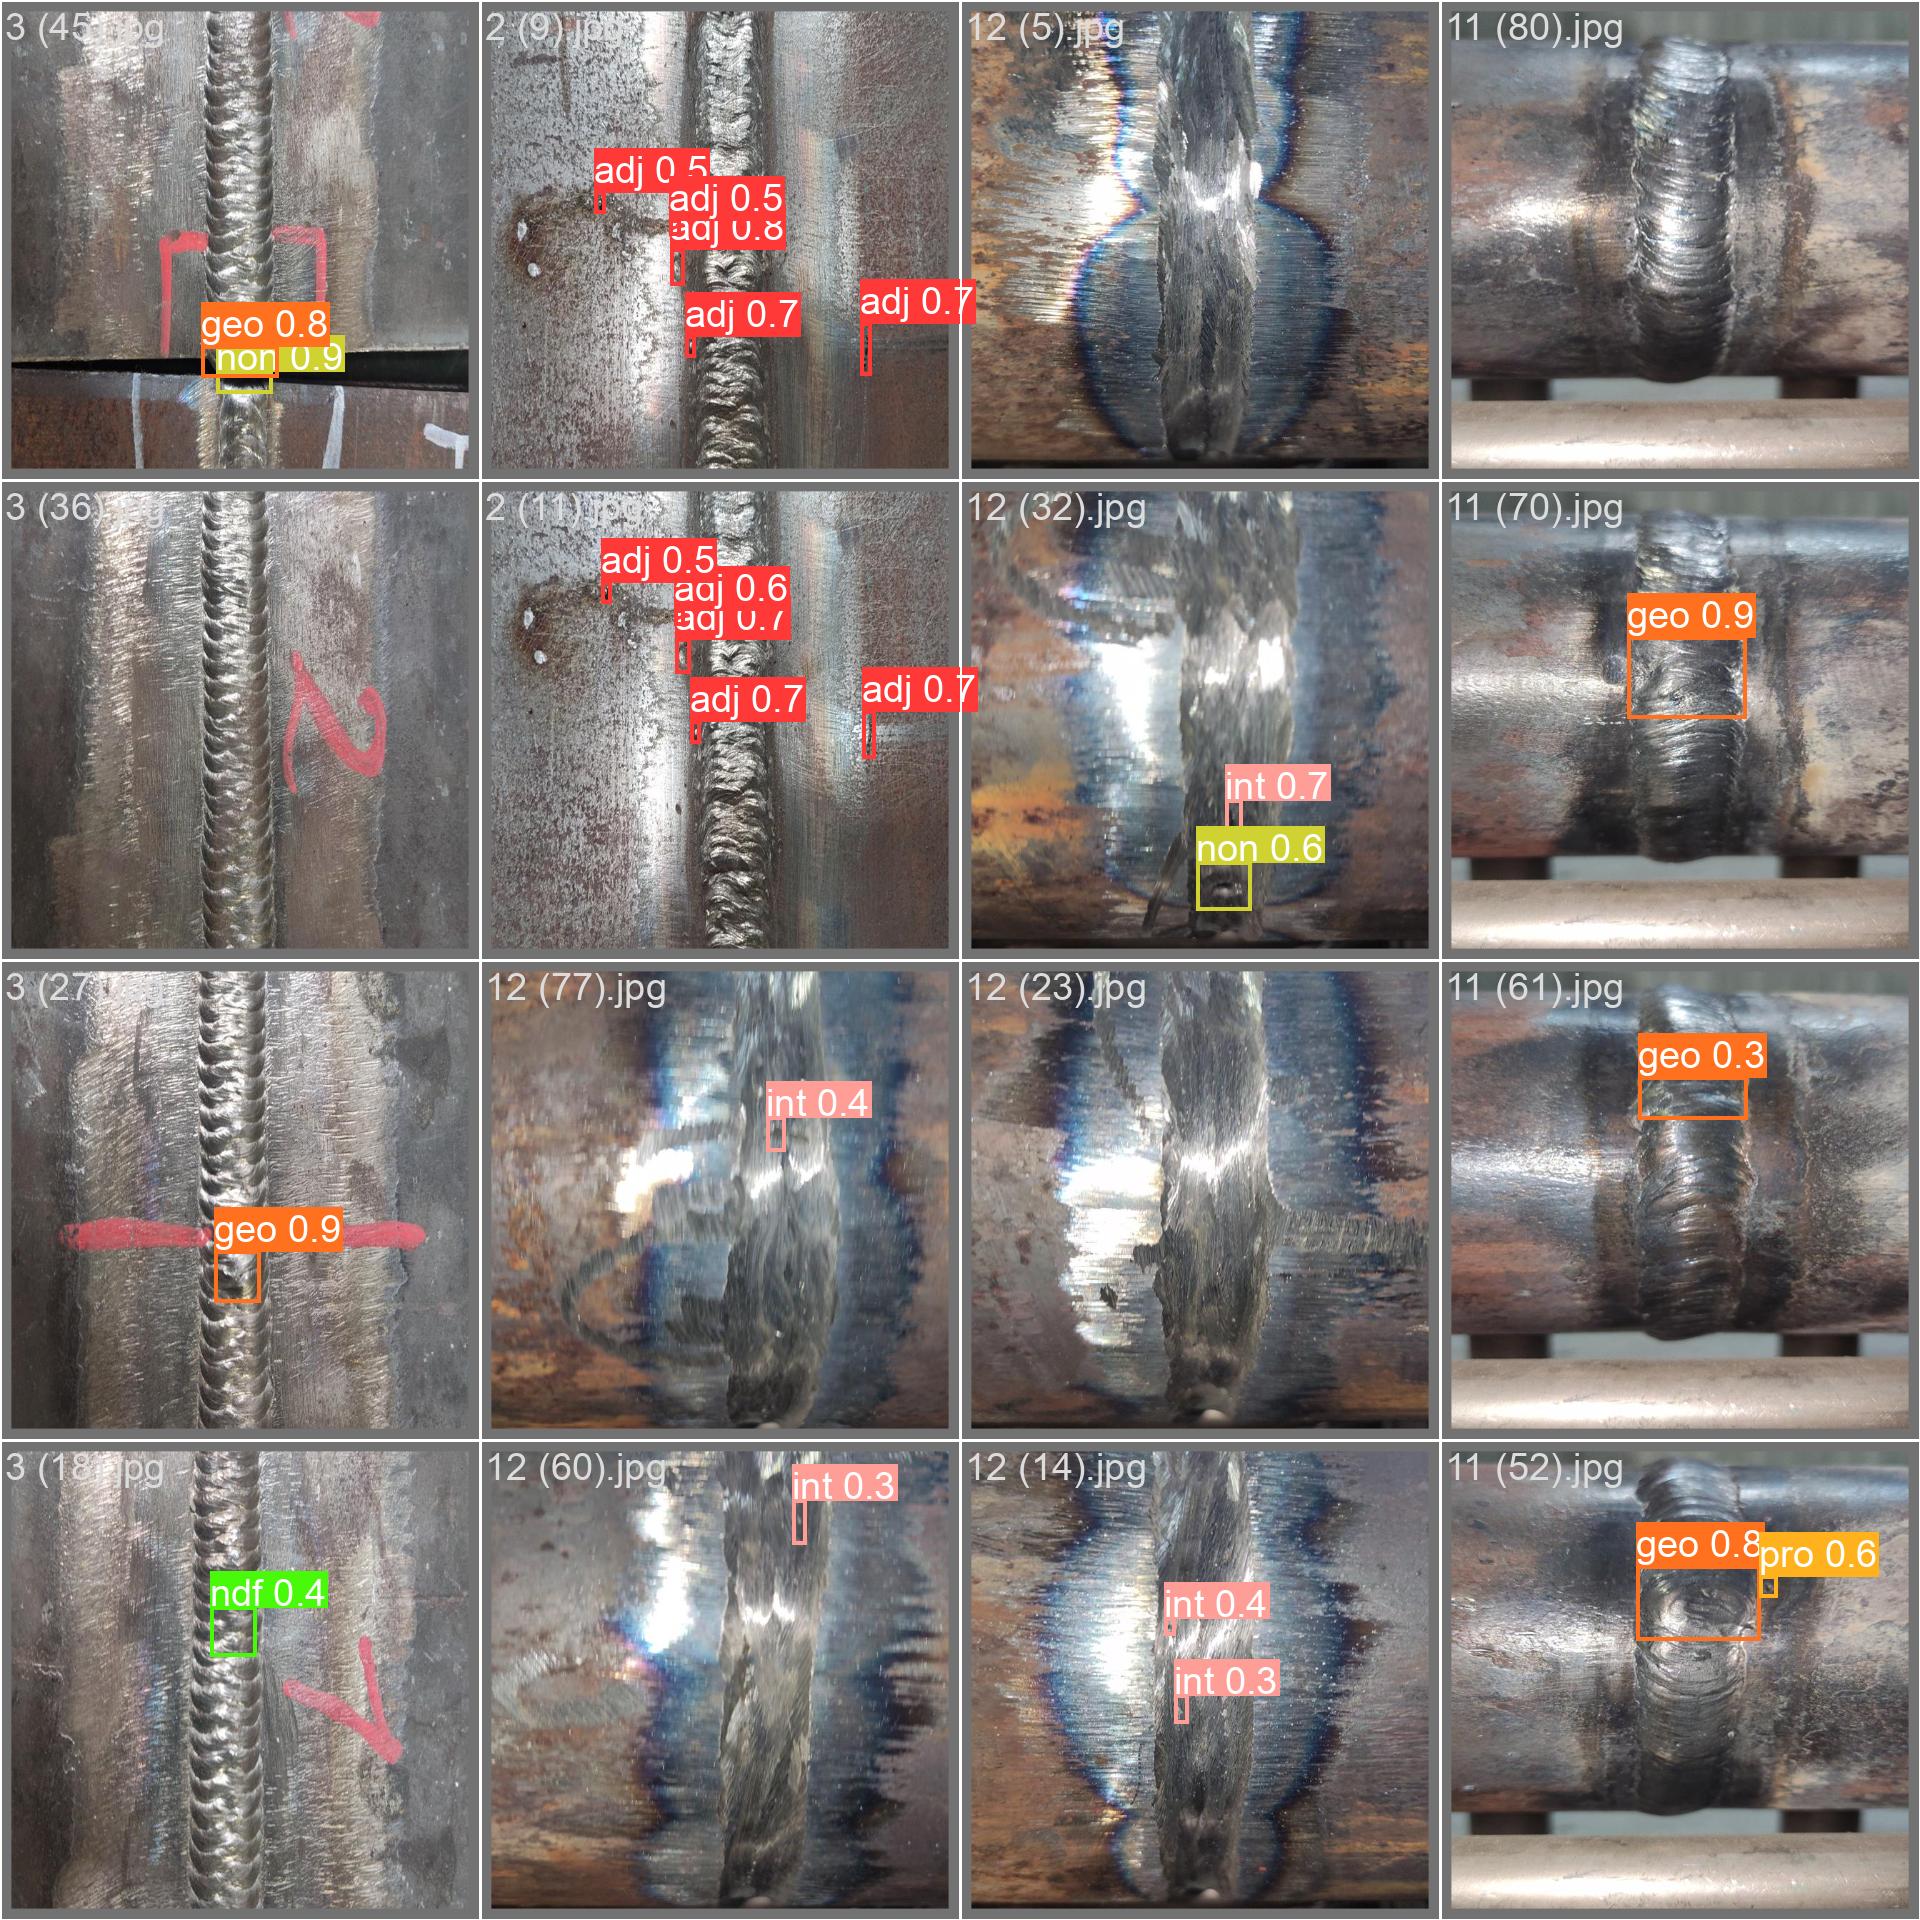 3 (45).jpg
geo 0.8
non 0.9
2 (9).jpg
adj 0.5
adj 0.5
adj 0.8
adj 0.7
adj 0.7
12 (5).jpg
11 (80).jpg
3 (36).jpg
2
2 (11).jpg
adj 0.5
adj 0.6
adj 0.7
adj 0.7
adj 0.7
12 (32).jpg
int 0.7
non 0.6
11 (70).jpg
geo 0.9
3 (27).jpg
geo 0.9
12 (77).jpg
int 0.4
12 (23).jpg
11 (61).jpg
geo 0.3
3 (18).jpg
ndf 0.4
12 (60).jpg
int 0.3
12 (14).jpg
int 0.4
int 0.3
11 (52).jpg
geo 0.8
pro 0.6